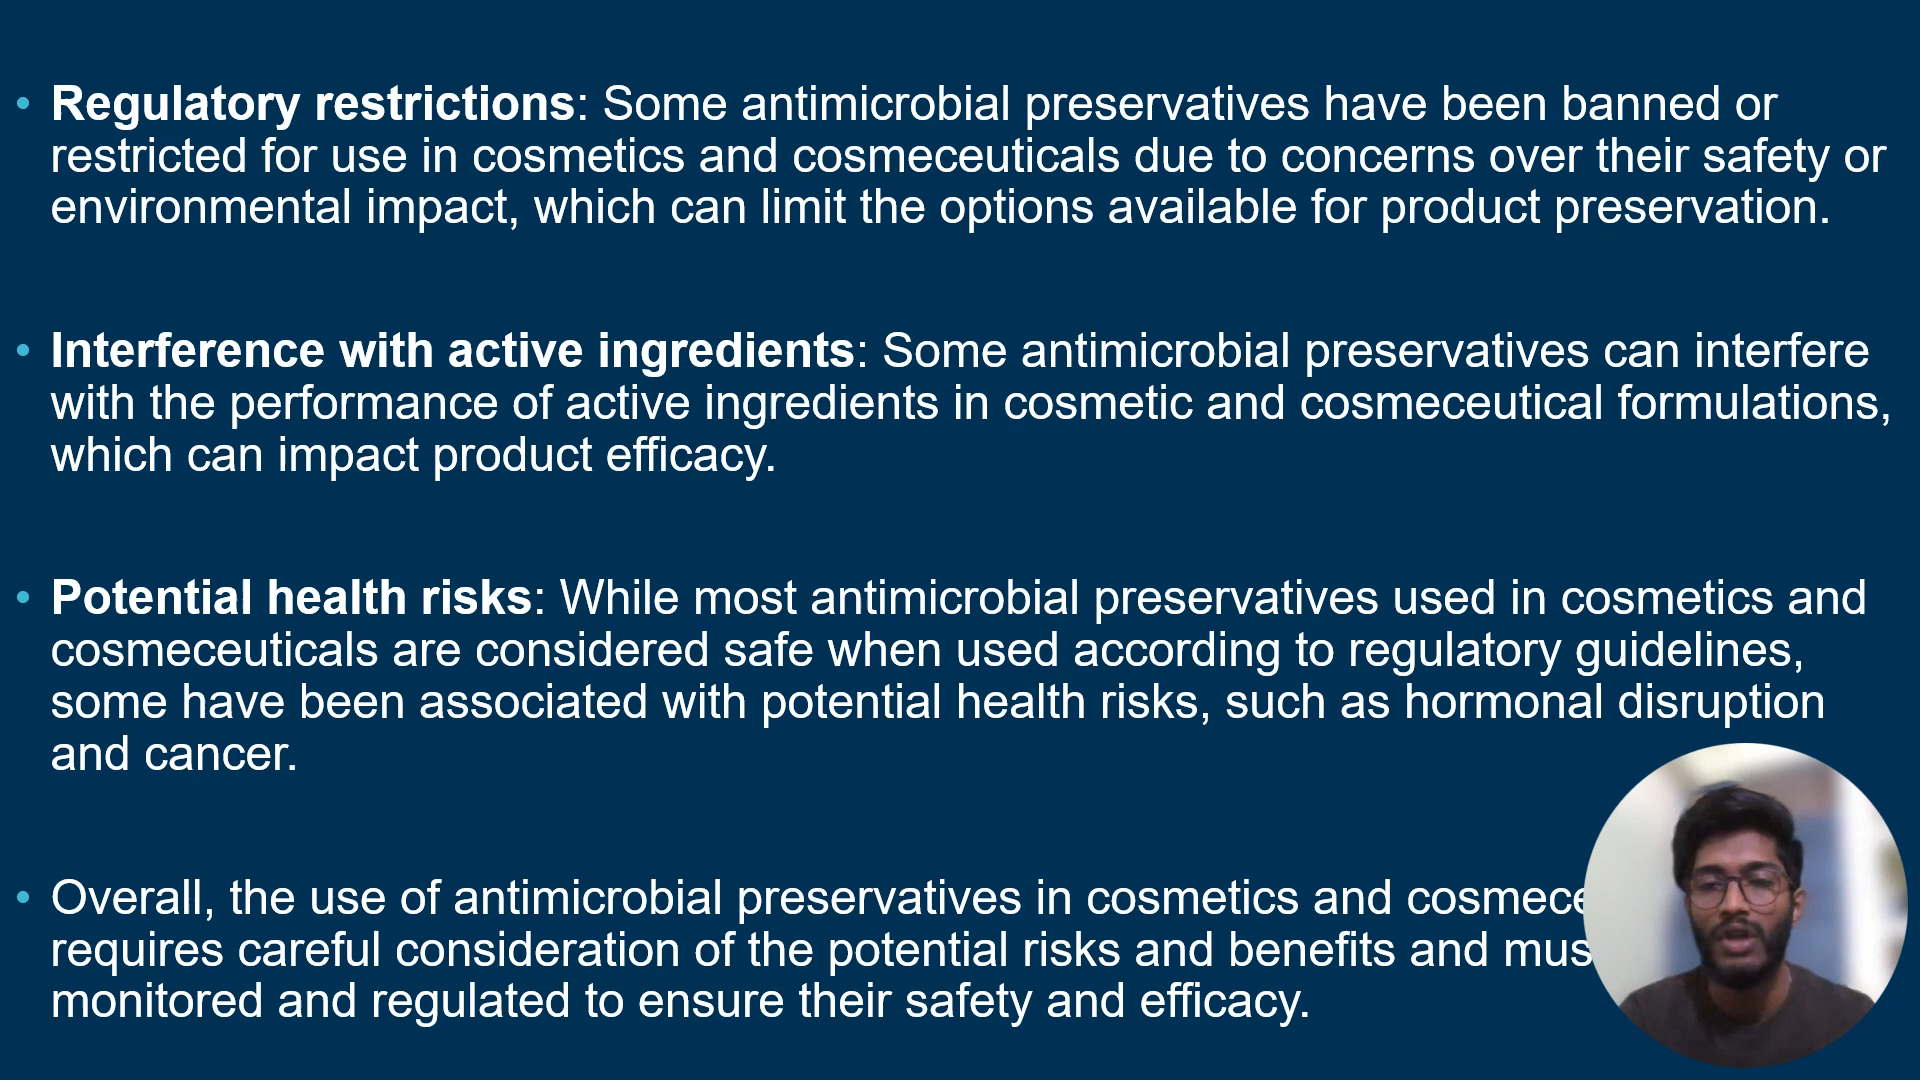 • Regulatory restrictions: Some antimicrobial preservatives have been banned or
restricted for use in cosmetics and cosmeceuticals due to concerns over their safety or
environmental impact, which can limit the options available for product preservation.
• Interference with active ingredients: Some antimicrobial preservatives can interfere
with the performance of active ingredients in cosmetic and cosmeceutical formulations,
which can impact product efficacy.
• Potential health risks: While most antimicrobial preservatives used in cosmetics and
cosmeceuticals are considered safe when used according to regulatory guidelines,
some have been associated with potential health risks, such as hormonal disruption
and cancer.
• Overall, the use of antimicrobial preservatives in cosmetics and
requires careful consideration of the potential risks and benefits and
monitored and regulated to ensure their safety and efficacy.